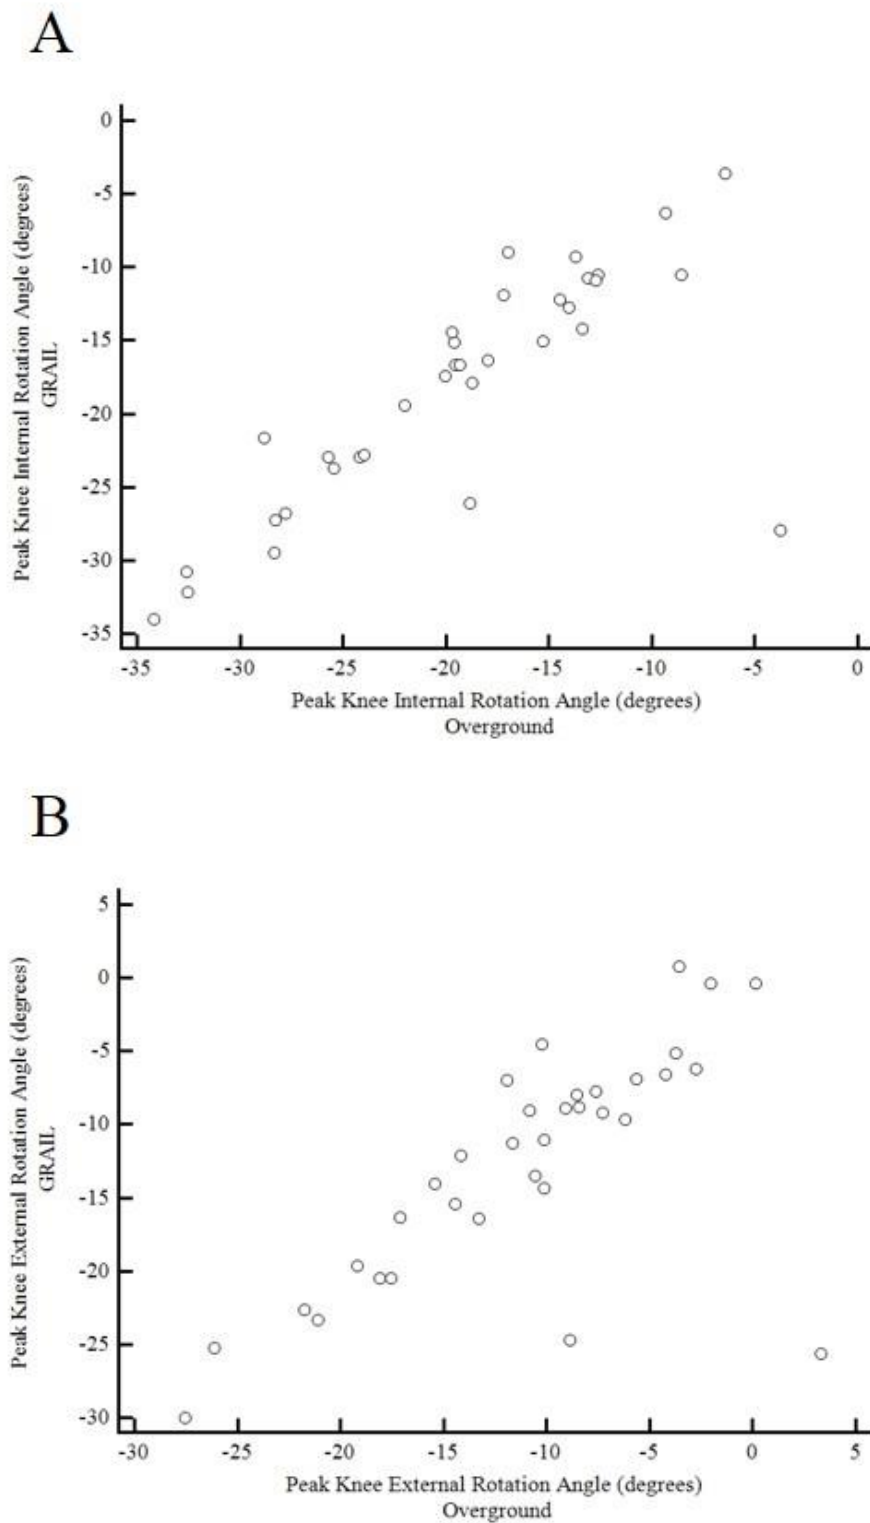 A
0
-5
-10
-15
-20
-25
-30
-35
Peak Knee Internal Rotation Angle (degrees)
GRAIL
-35 -30 -25 -20 -15 -10 -5 0
Peak Knee Internal Rotation Angle (degrees)
Overground
B
5
0
-5
-10
-15
-20
-25
-30
Peak Knee External Rotation Angle (degrees)
GRAIL
-30 -25 -20 -15 -10 -5 0 5
Peak Knee External Rotation Angle (degrees)
Overground